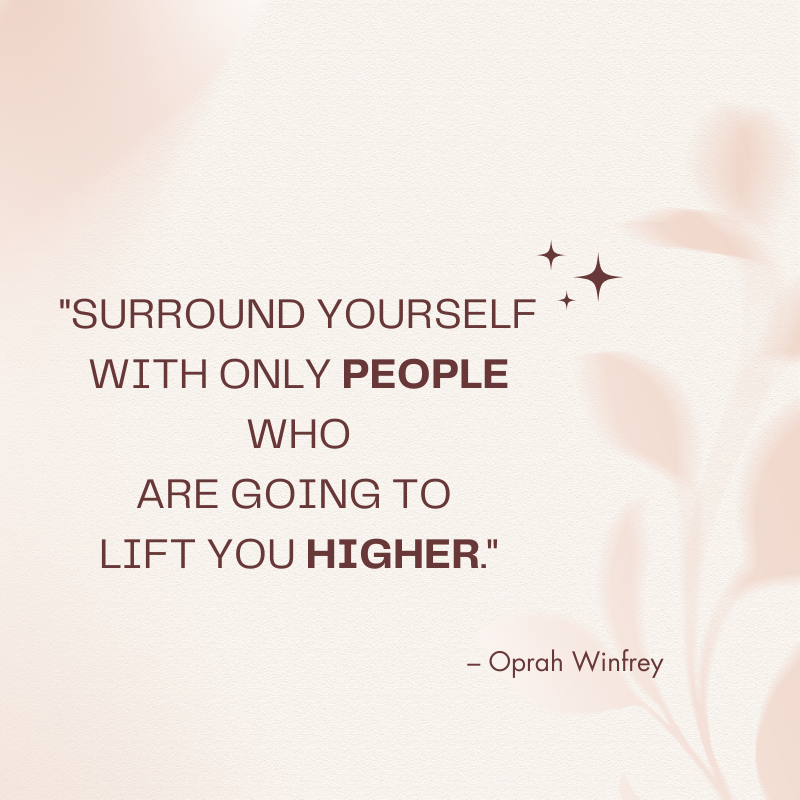 "SURROUND YOURSELF
WITH ONLY PEOPLE
WHO
ARE GOING TO
LIFT YOU HIGHER."
– Oprah Winfrey